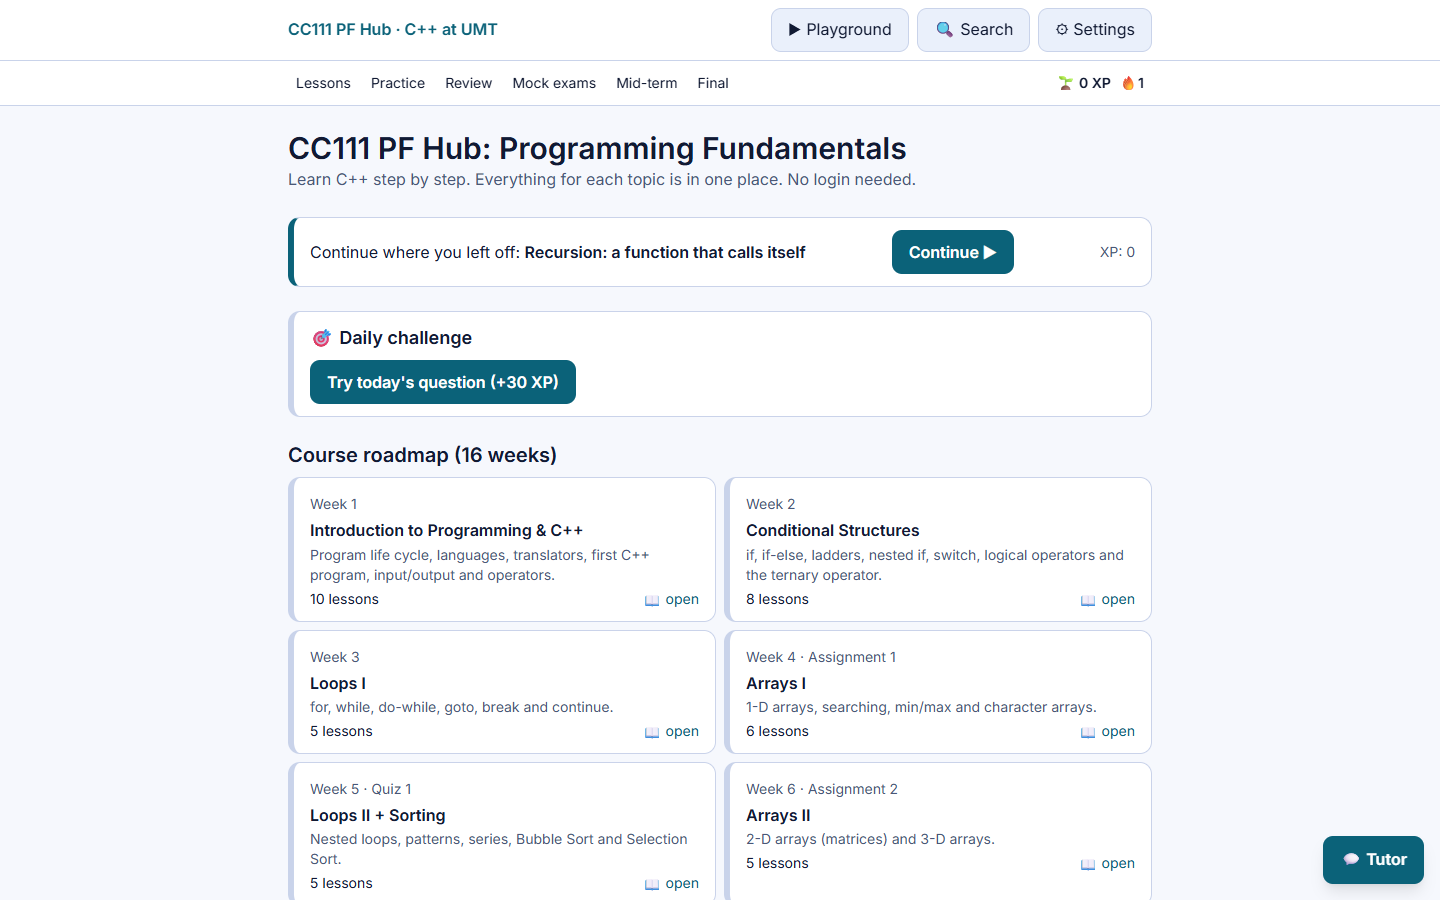 CC111 PF Hub · C++ at UMT
▶ Playground
🔍 Search
⚙ Settings
Lessons
Practice
Review
Mock exams
Mid-term
Final
🌱 0 XP 🔥 1
CC111 PF Hub: Programming Fundamentals
Learn C++ step by step. Everything for each topic is in one place. No login needed.
Continue where you left off: Recursion: a function that calls itself
Continue ▶
XP: 0
🎯 Daily challenge
Try today's question (+30 XP)
Course roadmap (16 weeks)
Week 1
Introduction to Programming & C++
Program life cycle, languages, translators, first C++
program, input/output and operators.
10 lessons
📖 open
Week 2
Conditional Structures
if, if-else, ladders, nested if, switch, logical operators and
the ternary operator.
8 lessons
📖 open
Week 3
Loops I
for, while, do-while, goto, break and continue.
5 lessons
📖 open
Week 4 · Assignment 1
Arrays I
1-D arrays, searching, min/max and character arrays.
6 lessons
📖 open
Week 5 · Quiz 1
Loops II + Sorting
Nested loops, patterns, series, Bubble Sort and Selection
Sort.
5 lessons
📖 open
Week 6 · Assignment 2
Arrays II
2-D arrays (matrices) and 3-D arrays.
5 lessons
📖 open
💬 Tutor